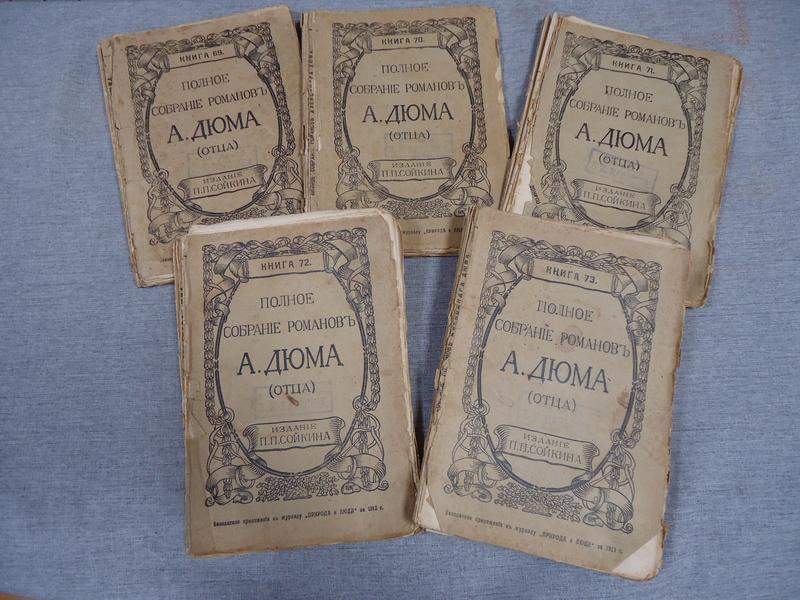 КНИГА 69.
ПОЛНОЕ
СОБРАНІЕ РОМАНОВЪ
А. ДЮМА
(ОТЦА)
ИЗДАНІЕ
П.П.СОЙКИНА
КНИГА 70.
ПОЛНОЕ
СОБРАНІЕ РОМАНОВЪ
А. ДЮМА
(ОТЦА)
ИЗДАНІЕ
П.П.СОЙКИНА
журналу „ПРИРОДА и
КНИГА 71.
ПОЛНОЕ
СОБРАНІЕ РОМАНОВЪ
А. ДЮМА
(ОТЦА)
ИЗДАНІЕ
П.П.СОЙКИНА
КНИГА 72.
ПОЛНОЕ
СОБРАНІЕ РОМАНОВЪ
А. ДЮМА
(ОТЦА)
ИЗДАНІЕ
П.П.СОЙКИНА
Безплатное приложеніе къ журналу „ПРИРОДА и ЛЮДИ" за 1913 г.
КНИГА 73.
ПОЛНОЕ
СОБРАНІЕ РОМАНОВЪ
А. ДЮМА
(ОТЦА)
ИЗДАНІЕ
П.П.СОЙКИНА
Безплатное приложеніе къ журналу „ПРИРОДА и ЛЮДИ" за 1913 г.